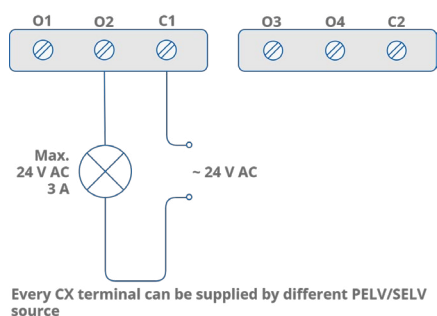 O1 O2 C1 O3 O4 C2
Max.
24 V AC
3 A
~ 24 V AC
Every CX terminal can be supplied by different PELV/SELV
source